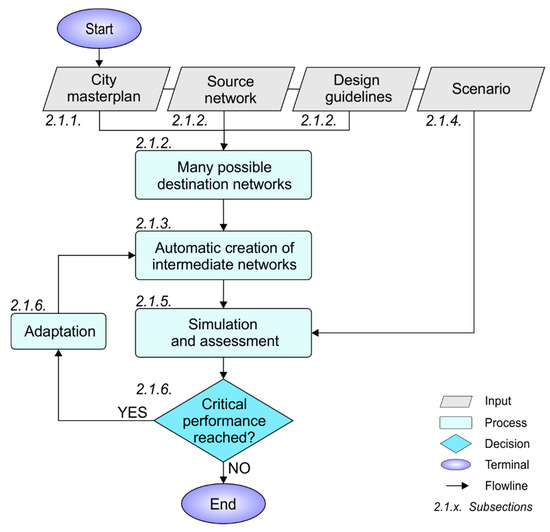 Start
City
masterplan
Source
network
Design
guidelines
Scenario
2.1.1.
2.1.2.
2.1.2.
2.1.4.
2.1.2.
Many possible
destination networks
2.1.3.
Automatic creation of
intermediate networks
2.1.6.
Adaptation
2.1.5.
Simulation
and assessment
2.1.6.
YES
Critical
performance
reached?
NO
End
Input
Process
Decision
Terminal
Flowline
2.1.x. Subsections